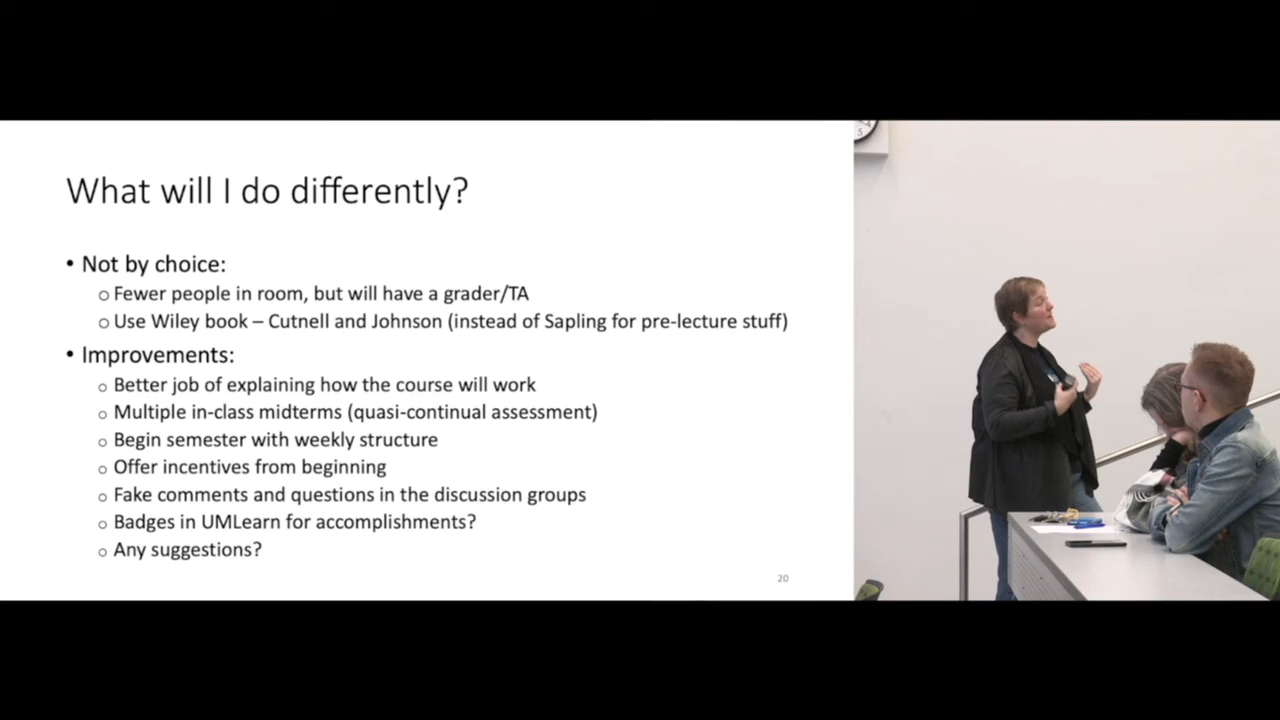 What will I do differently?
• Not by choice:
o Fewer people in room, but will have a grader/TA
o Use Wiley book – Cutnell and Johnson (instead of Sapling for pre-lecture stuff)
• Improvements:
o Better job of explaining how the course will work
o Multiple in-class midterms (quasi-continual assessment)
o Begin semester with weekly structure
o Offer incentives from beginning
o Fake comments and questions in the discussion groups
o Badges in UMLearn for accomplishments?
o Any suggestions?
20
4
5